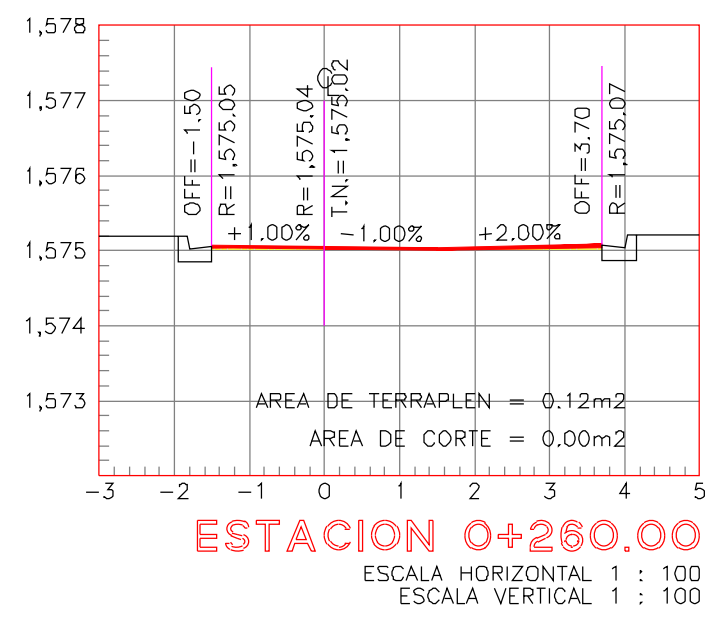 1,578
1,577
1,576
1,575
1,574
1,573
OFF=-1.50
R=1,575.05
R=1,575.04
T.N.=1,575.02
OFF=3.70
R=1,575.07
+1.00%
-1.00%
+2.00%
AREA DE TERRAPLEN = 0.12m2
AREA DE CORTE = 0.00m2
-3 -2 -1 0 1 2 3 4 5
ESTACION 0+260.00
ESCALA HORIZONTAL 1 : 100
ESCALA VERTICAL 1 : 100